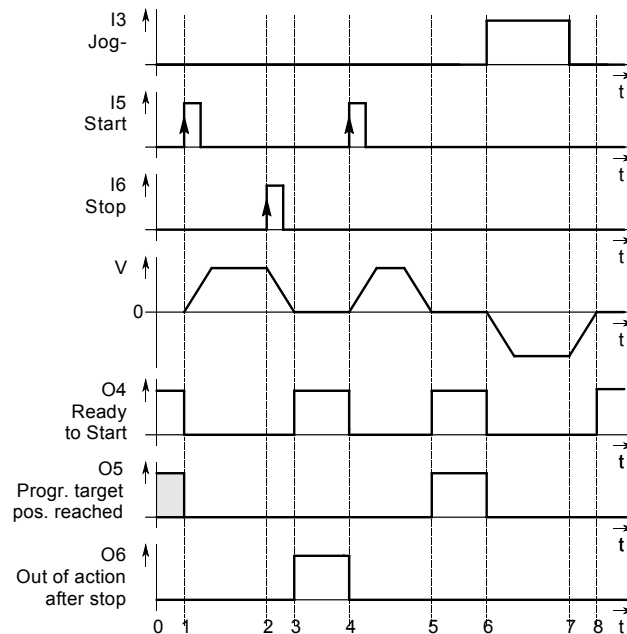 I3
Jog-
t
I5
Start
t
I6
Stop
t
V
0
t
O4
Ready
to Start
t
O5
Progr. target
pos. reached
t
O6
Out of action
after stop
0 1 2 3 4 5 6 7 8 t